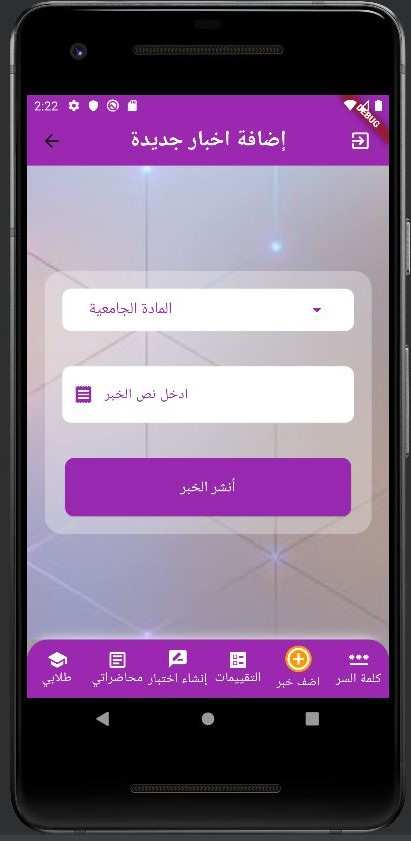 2:22
DEBUG
إضافة اخبار جديدة
المادة الجامعية
ادخل نص الخبر
أنشر الخبر
كلمة السر
اضف خبر
التقييمات
إنشاء اختبار
محاضراتي
طلابي